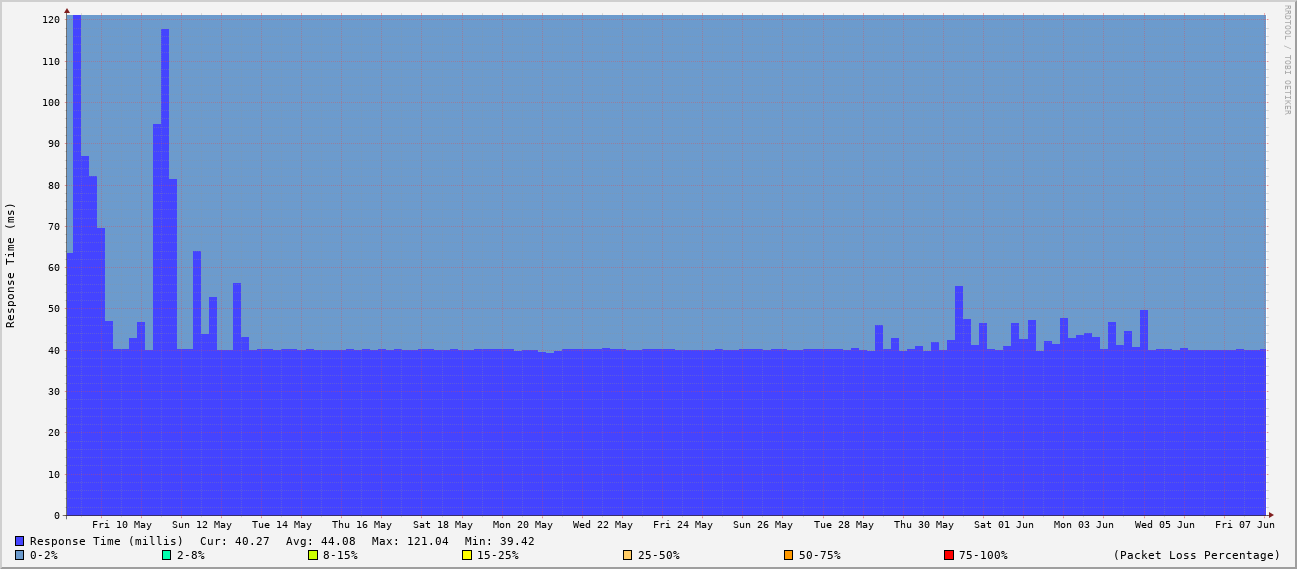 120
110
100
90
80
70
60
50
40
30
20
10
0
Response Time (ms)
RRDTOOL / TOBI OETIKER
Fri 10 May Sun 12 May Tue 14 May Thu 16 May Sat 18 May Mon 20 May Wed 22 May Fri 24 May Sun 26 May Tue 28 May Thu 30 May Sat 01 Jun Mon 03 Jun Wed 05 Jun Fri 07 Jun
Response Time (millis) Cur: 40.27 Avg: 44.08 Max: 121.04 Min: 39.42
0-2% 2-8% 8-15% 15-25% 25-50% 50-75% 75-100% (Packet Loss Percentage)